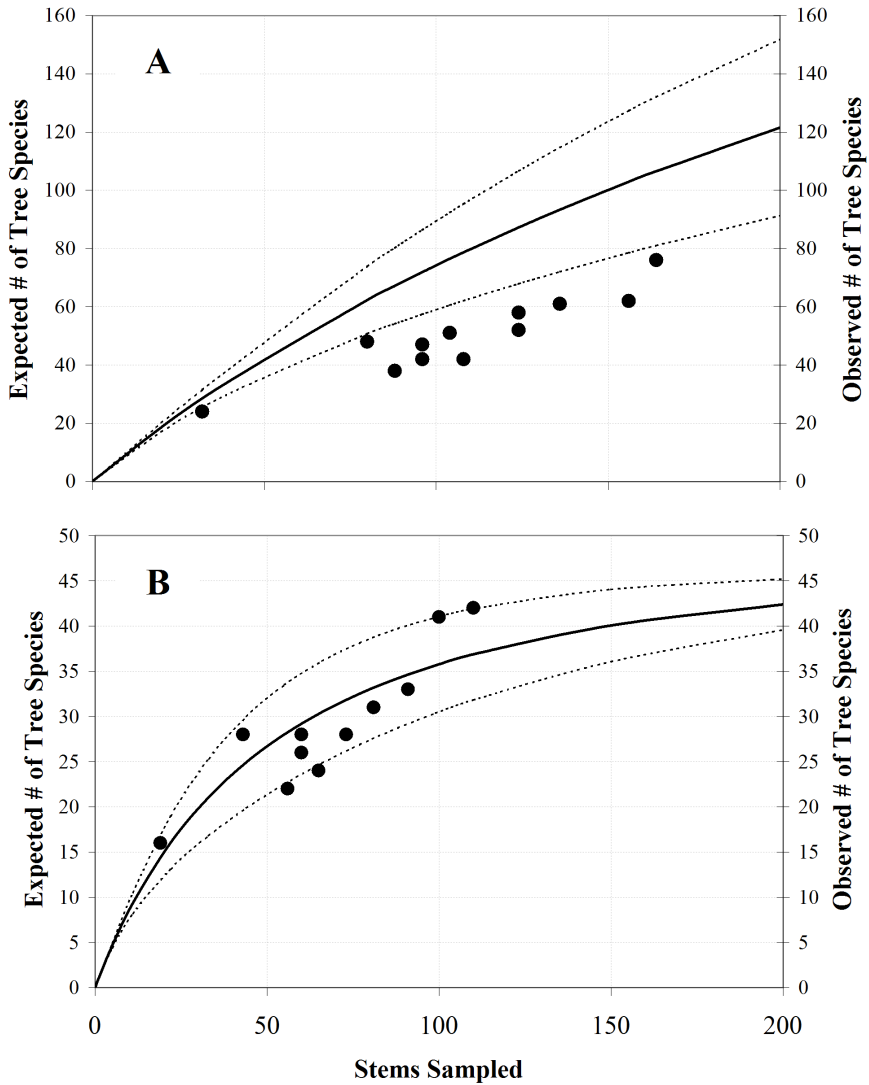 A
Expected # of Tree Species
Observed # of Tree Species
160 160
140 140
120 120
100 100
80 80
60 60
40 40
20 20
0 0
B
Expected # of Tree Species
Observed # of Tree Species
50 50
45 45
40 40
35 35
30 30
25 25
20 20
15 15
10 10
5 5
0 0
0 50 100 150 200
Stems Sampled